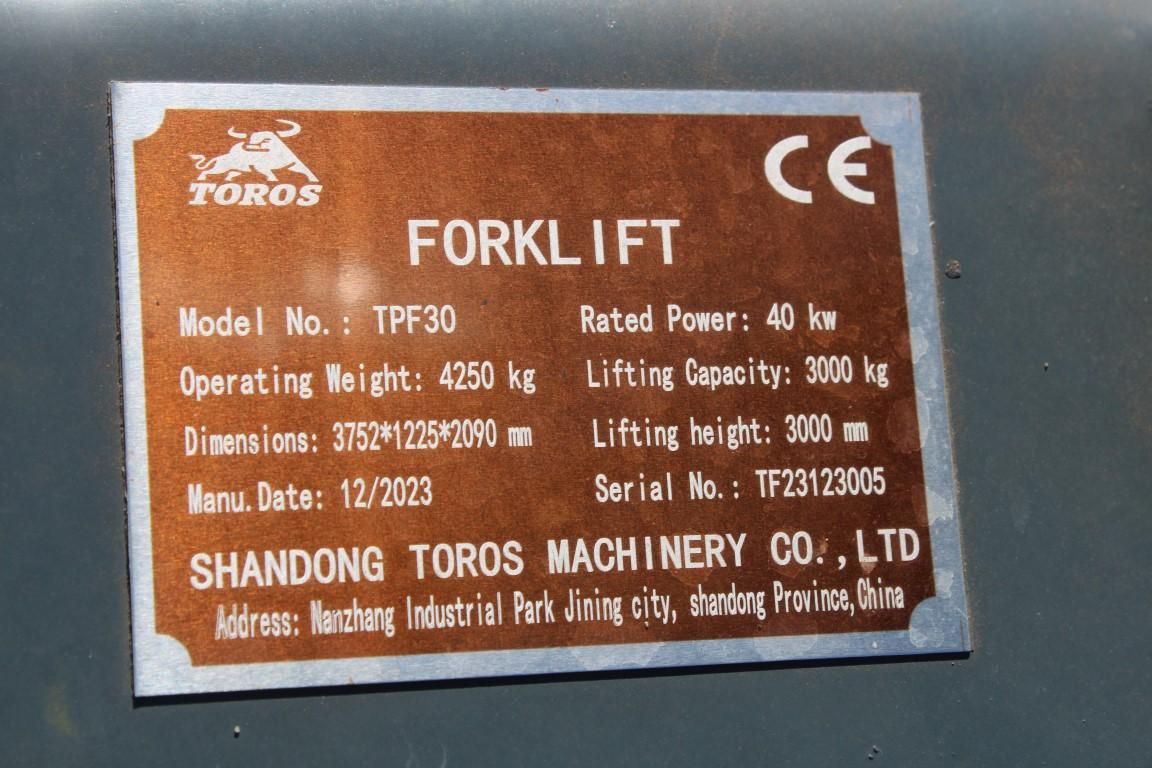 TOROS
CE
FORKLIFT
Model No.: TPF30 Rated Power: 40 kw
Operating Weight: 4250 kg Lifting Capacity: 3000 kg
Dimensions: 3752*1225*2090 mm Lifting height: 3000 mm
Manu.Date: 12/2023 Serial No.: TF23123005
SHANDONG TOROS MACHINERY CO.,LTD
Address: Nanzhang Industrial Park Jining city, shandong Province,China